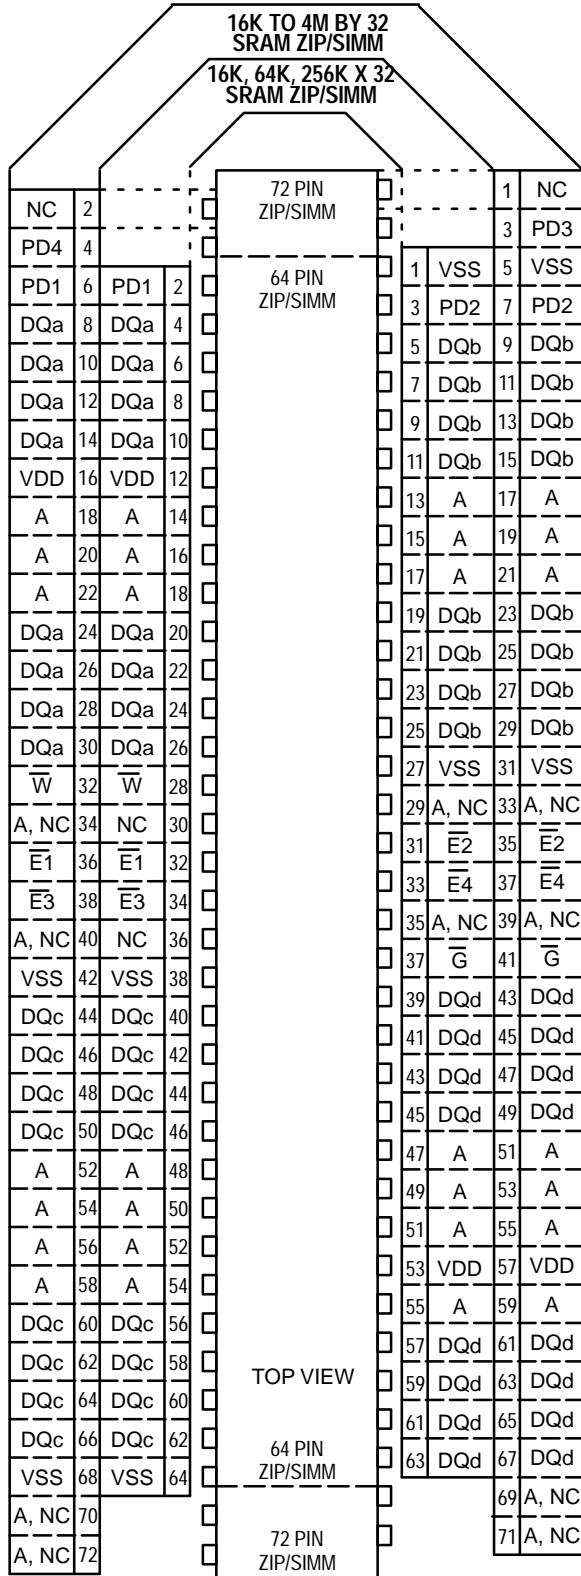 16K TO 4M BY 32
SRAM ZIP/SIMM
16K, 64K, 256K X 32
SRAM ZIP/SIMM
72 PIN
ZIP/SIMM
1 NC
NC 2
3 PD3
PD4 4
64 PIN
ZIP/SIMM
1 VSS 5 VSS
PD1 6 PD1 2
3 PD2 7 PD2
DQa 8 DQa 4
5 DQb 9 DQb
DQa 10 DQa 6
7 DQb 11 DQb
DQa 12 DQa 8
9 DQb 13 DQb
DQa 14 DQa 10
11 DQb 15 DQb
VDD 16 VDD 12
13 A 17 A
A 18 A 14
15 A 19 A
A 20 A 16
17 A 21 A
A 22 A 18
19 DQb 23 DQb
DQa 24 DQa 20
21 DQb 25 DQb
DQa 26 DQa 22
23 DQb 27 DQb
DQa 28 DQa 24
25 DQb 29 DQb
DQa 30 DQa 26
27 VSS 31 VSS
W̅ 32 W̅ 28
29 A, NC 33 A, NC
A, NC 34 NC 30
31 E̅2̅ 35 E̅2̅
E̅1̅ 36 E̅1̅ 32
33 E̅4̅ 37 E̅4̅
E̅3̅ 38 E̅3̅ 34
35 A, NC 39 A, NC
A, NC 40 NC 36
37 G̅ 41 G̅
VSS 42 VSS 38
39 DQd 43 DQd
DQc 44 DQc 40
41 DQd 45 DQd
DQc 46 DQc 42
43 DQd 47 DQd
DQc 48 DQc 44
45 DQd 49 DQd
DQc 50 DQc 46
47 A 51 A
A 52 A 48
49 A 53 A
A 54 A 50
51 A 55 A
A 56 A 52
53 VDD 57 VDD
A 58 A 54
55 A 59 A
DQc 60 DQc 56
57 DQd 61 DQd
DQc 62 DQc 58
TOP VIEW
59 DQd 63 DQd
DQc 64 DQc 60
61 DQd 65 DQd
DQc 66 DQc 62
64 PIN
ZIP/SIMM
63 DQd 67 DQd
VSS 68 VSS 64
69 A, NC
A, NC 70
71 A, NC
72 PIN
ZIP/SIMM
A, NC 72